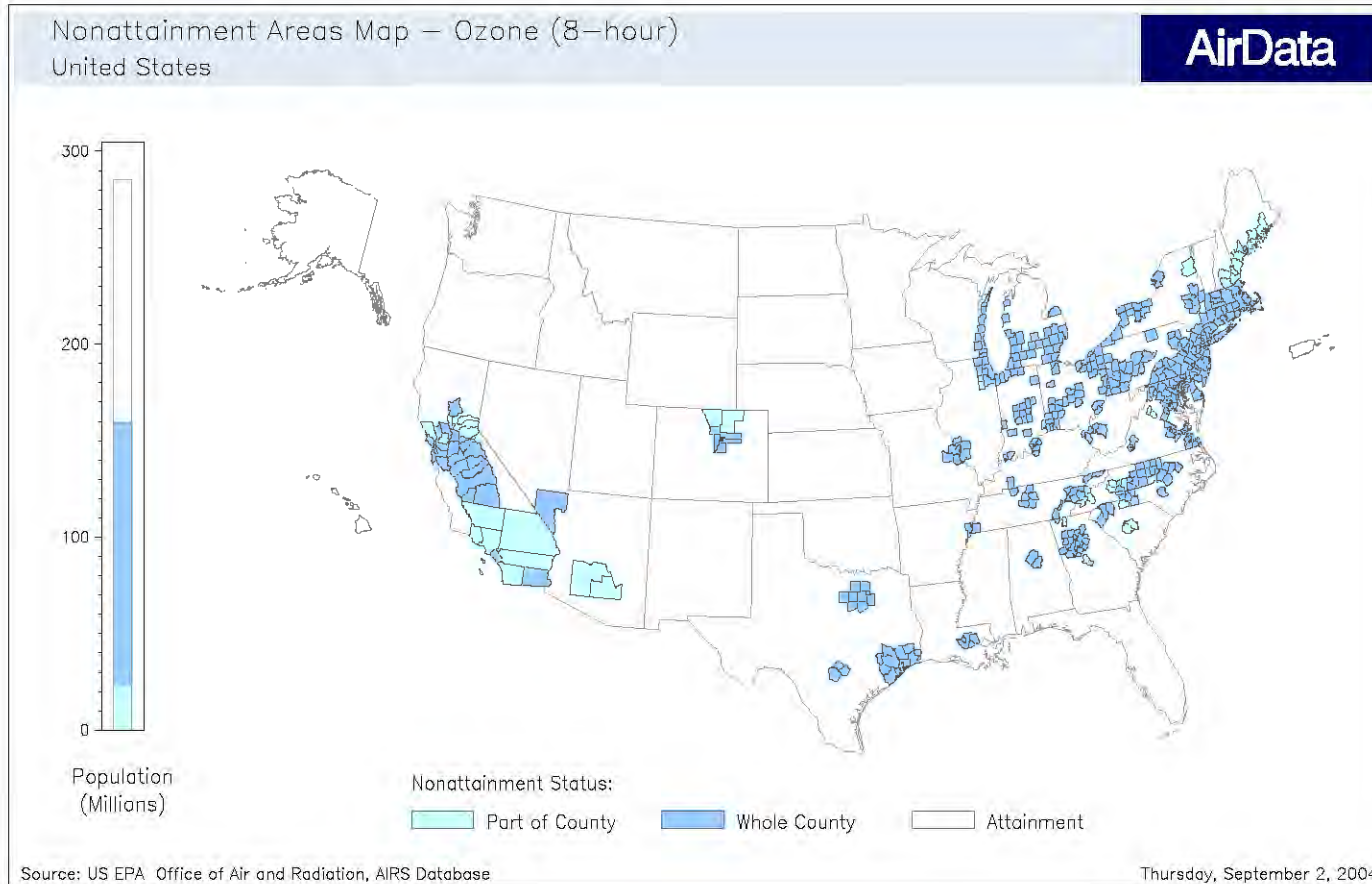 Nonattainment Areas Map – Ozone (8-hour)
United States
AirData
300
200
100
0
Population
(Millions)
Nonattainment Status:
Part of County
Whole County
Attainment
Source: US EPA Office of Air and Radiation, AIRS Database
Thursday, September 2, 2004